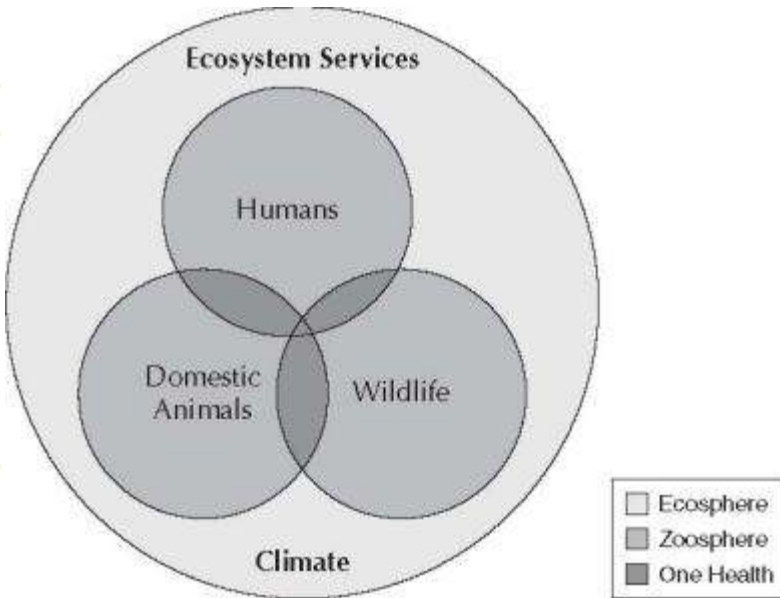 Ecosystem Services
Humans
Domestic
Animals
Wildlife
Climate
Ecosphere
Zoosphere
One Health